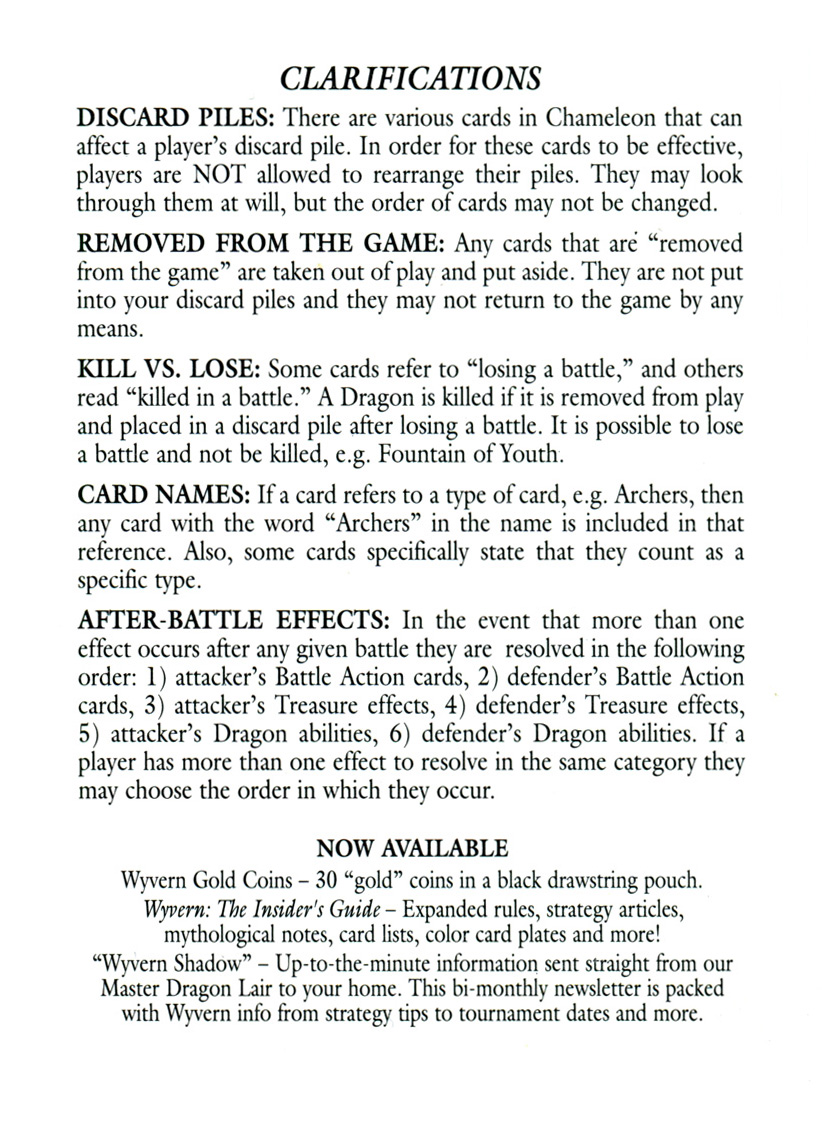 CLARIFICATIONS
DISCARD PILES: There are various cards in Chameleon that can
affect a player's discard pile. In order for these cards to be effective,
players are NOT allowed to rearrange their piles. They may look
through them at will, but the order of cards may not be changed.
REMOVED FROM THE GAME: Any cards that are “removed
from the game” are taken out of play and put aside. They are not put
into your discard piles and they may not return to the game by any
means.
KILL VS. LOSE: Some cards refer to “losing a battle,” and others
read “killed in a battle.” A Dragon is killed if it is removed from play
and placed in a discard pile after losing a battle. It is possible to lose
a battle and not be killed, e.g. Fountain of Youth.
CARD NAMES: If a card refers to a type of card, e.g. Archers, then
any card with the word “Archers” in the name is included in that
reference. Also, some cards specifically state that they count as a
specific type.
AFTER-BATTLE EFFECTS: In the event that more than one
effect occurs after any given battle they are resolved in the following
order: 1) attacker's Battle Action cards, 2) defender's Battle Action
cards, 3) attacker's Treasure effects, 4) defender's Treasure effects,
5) attacker's Dragon abilities, 6) defender's Dragon abilities. If a
player has more than one effect to resolve in the same category they
may choose the order in which they occur.
NOW AVAILABLE
Wyvern Gold Coins – 30 “gold” coins in a black drawstring pouch.
Wyvern: The Insider's Guide – Expanded rules, strategy articles,
mythological notes, card lists, color card plates and more!
“Wyvern Shadow” – Up-to-the-minute information sent straight from our
Master Dragon Lair to your home. This bi-monthly newsletter is packed
with Wyvern info from strategy tips to tournament dates and more.